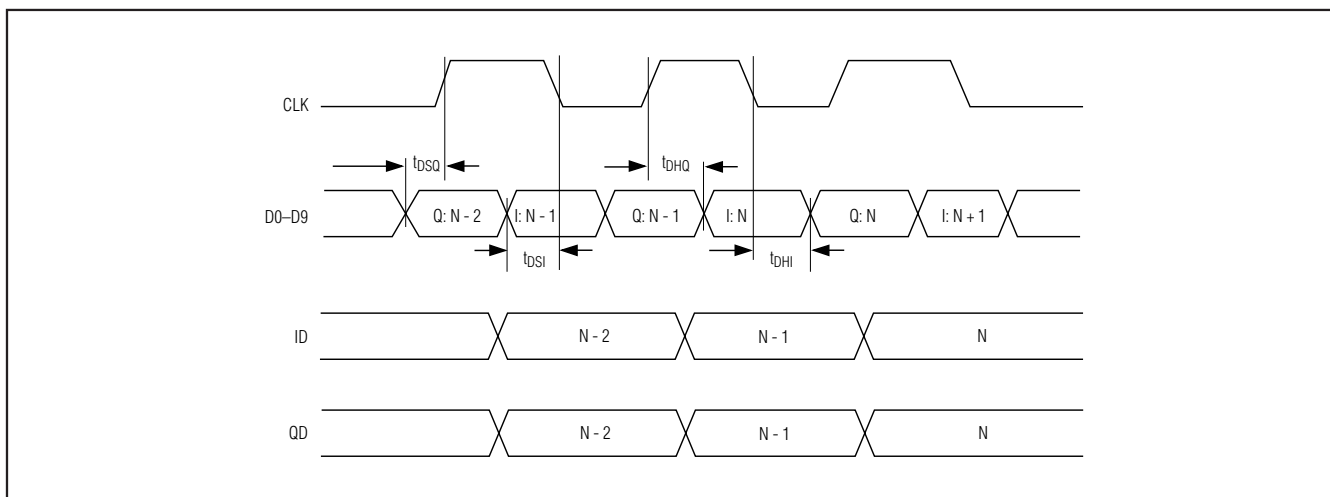 CLK
tDSQ
tDHQ
D0–D9
Q: N - 2
I: N - 1
Q: N - 1
I: N
Q: N
I: N + 1
tDSI
tDHI
ID
N - 2
N - 1
N
QD
N - 2
N - 1
N